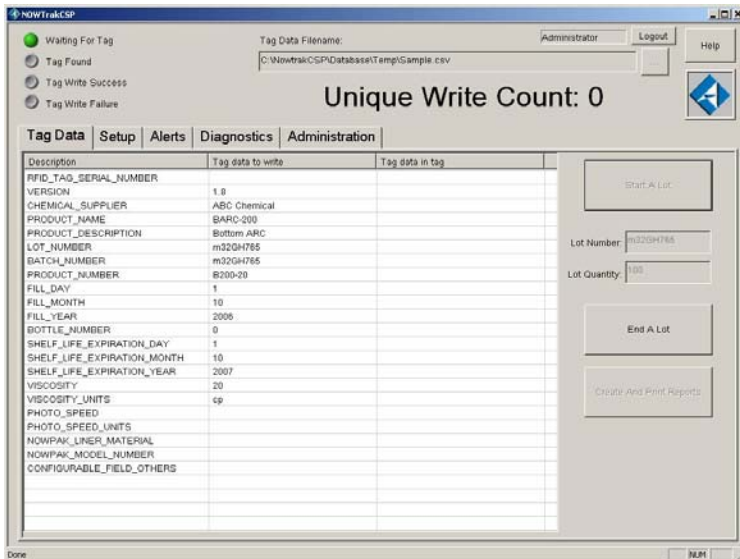 NOWTrakCSP
Waiting For Tag
Tag Data Filename:
Administrator
Logout
Help
Tag Found
C:\NowtrakCSP\Database\Temp\Sample.csv
...
Tag Write Success
Tag Write Failure
Unique Write Count: 0
Tag Data Setup Alerts Diagnostics Administration
Description Tag data to write Tag data in tag
RFID_TAG_SERIAL_NUMBER
VERSION 1.8
CHEMICAL_SUPPLIER ABC Chemical
PRODUCT_NAME BARC-200
PRODUCT_DESCRIPTION Bottom ARC
LOT_NUMBER m32GH765
BATCH_NUMBER m32GH765
PRODUCT_NUMBER B200-20
FILL_DAY 1
FILL_MONTH 10
FILL_YEAR 2006
BOTTLE_NUMBER 0
SHELF_LIFE_EXPIRATION_DAY 1
SHELF_LIFE_EXPIRATION_MONTH 10
SHELF_LIFE_EXPIRATION_YEAR 2007
VISCOSITY 20
VISCOSITY_UNITS cp
PHOTO_SPEED
PHOTO_SPEED_UNITS
NOWPAK_LINER_MATERIAL
NOWPAK_MODEL_NUMBER
CONFIGURABLE_FIELD_OTHERS
Start A Lot
Lot Number: m32GH765
Lot Quantity: 100
End A Lot
Create And Print Reports
Done
NUM